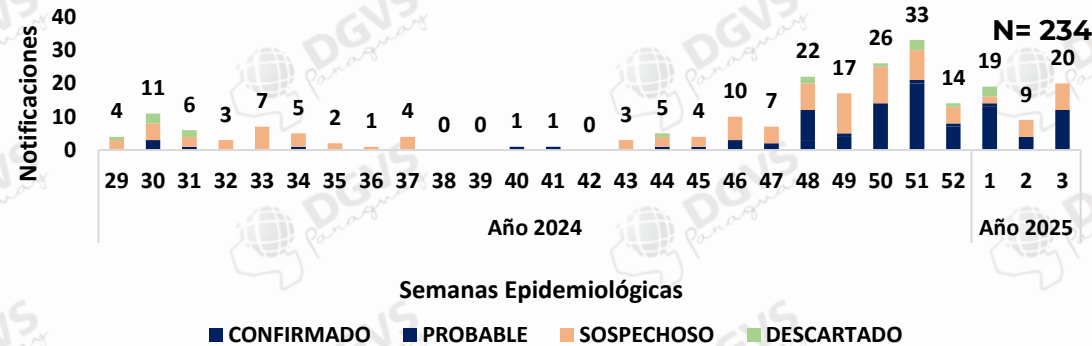 N= 234
Notificaciones
40
30
20
10
0
4 11 6 3 7 5 2 1 4 0 0 1 1 0 3 5 4 10 7 22 17 26 33 14 19 9 20
29 30 31 32 33 34 35 36 37 38 39 40 41 42 43 44 45 46 47 48 49 50 51 52 1 2 3
Año 2024 Año 2025
Semanas Epidemiológicas
CONFIRMADO PROBABLE SOSPECHOSO DESCARTADO
DGVS
Paraguay